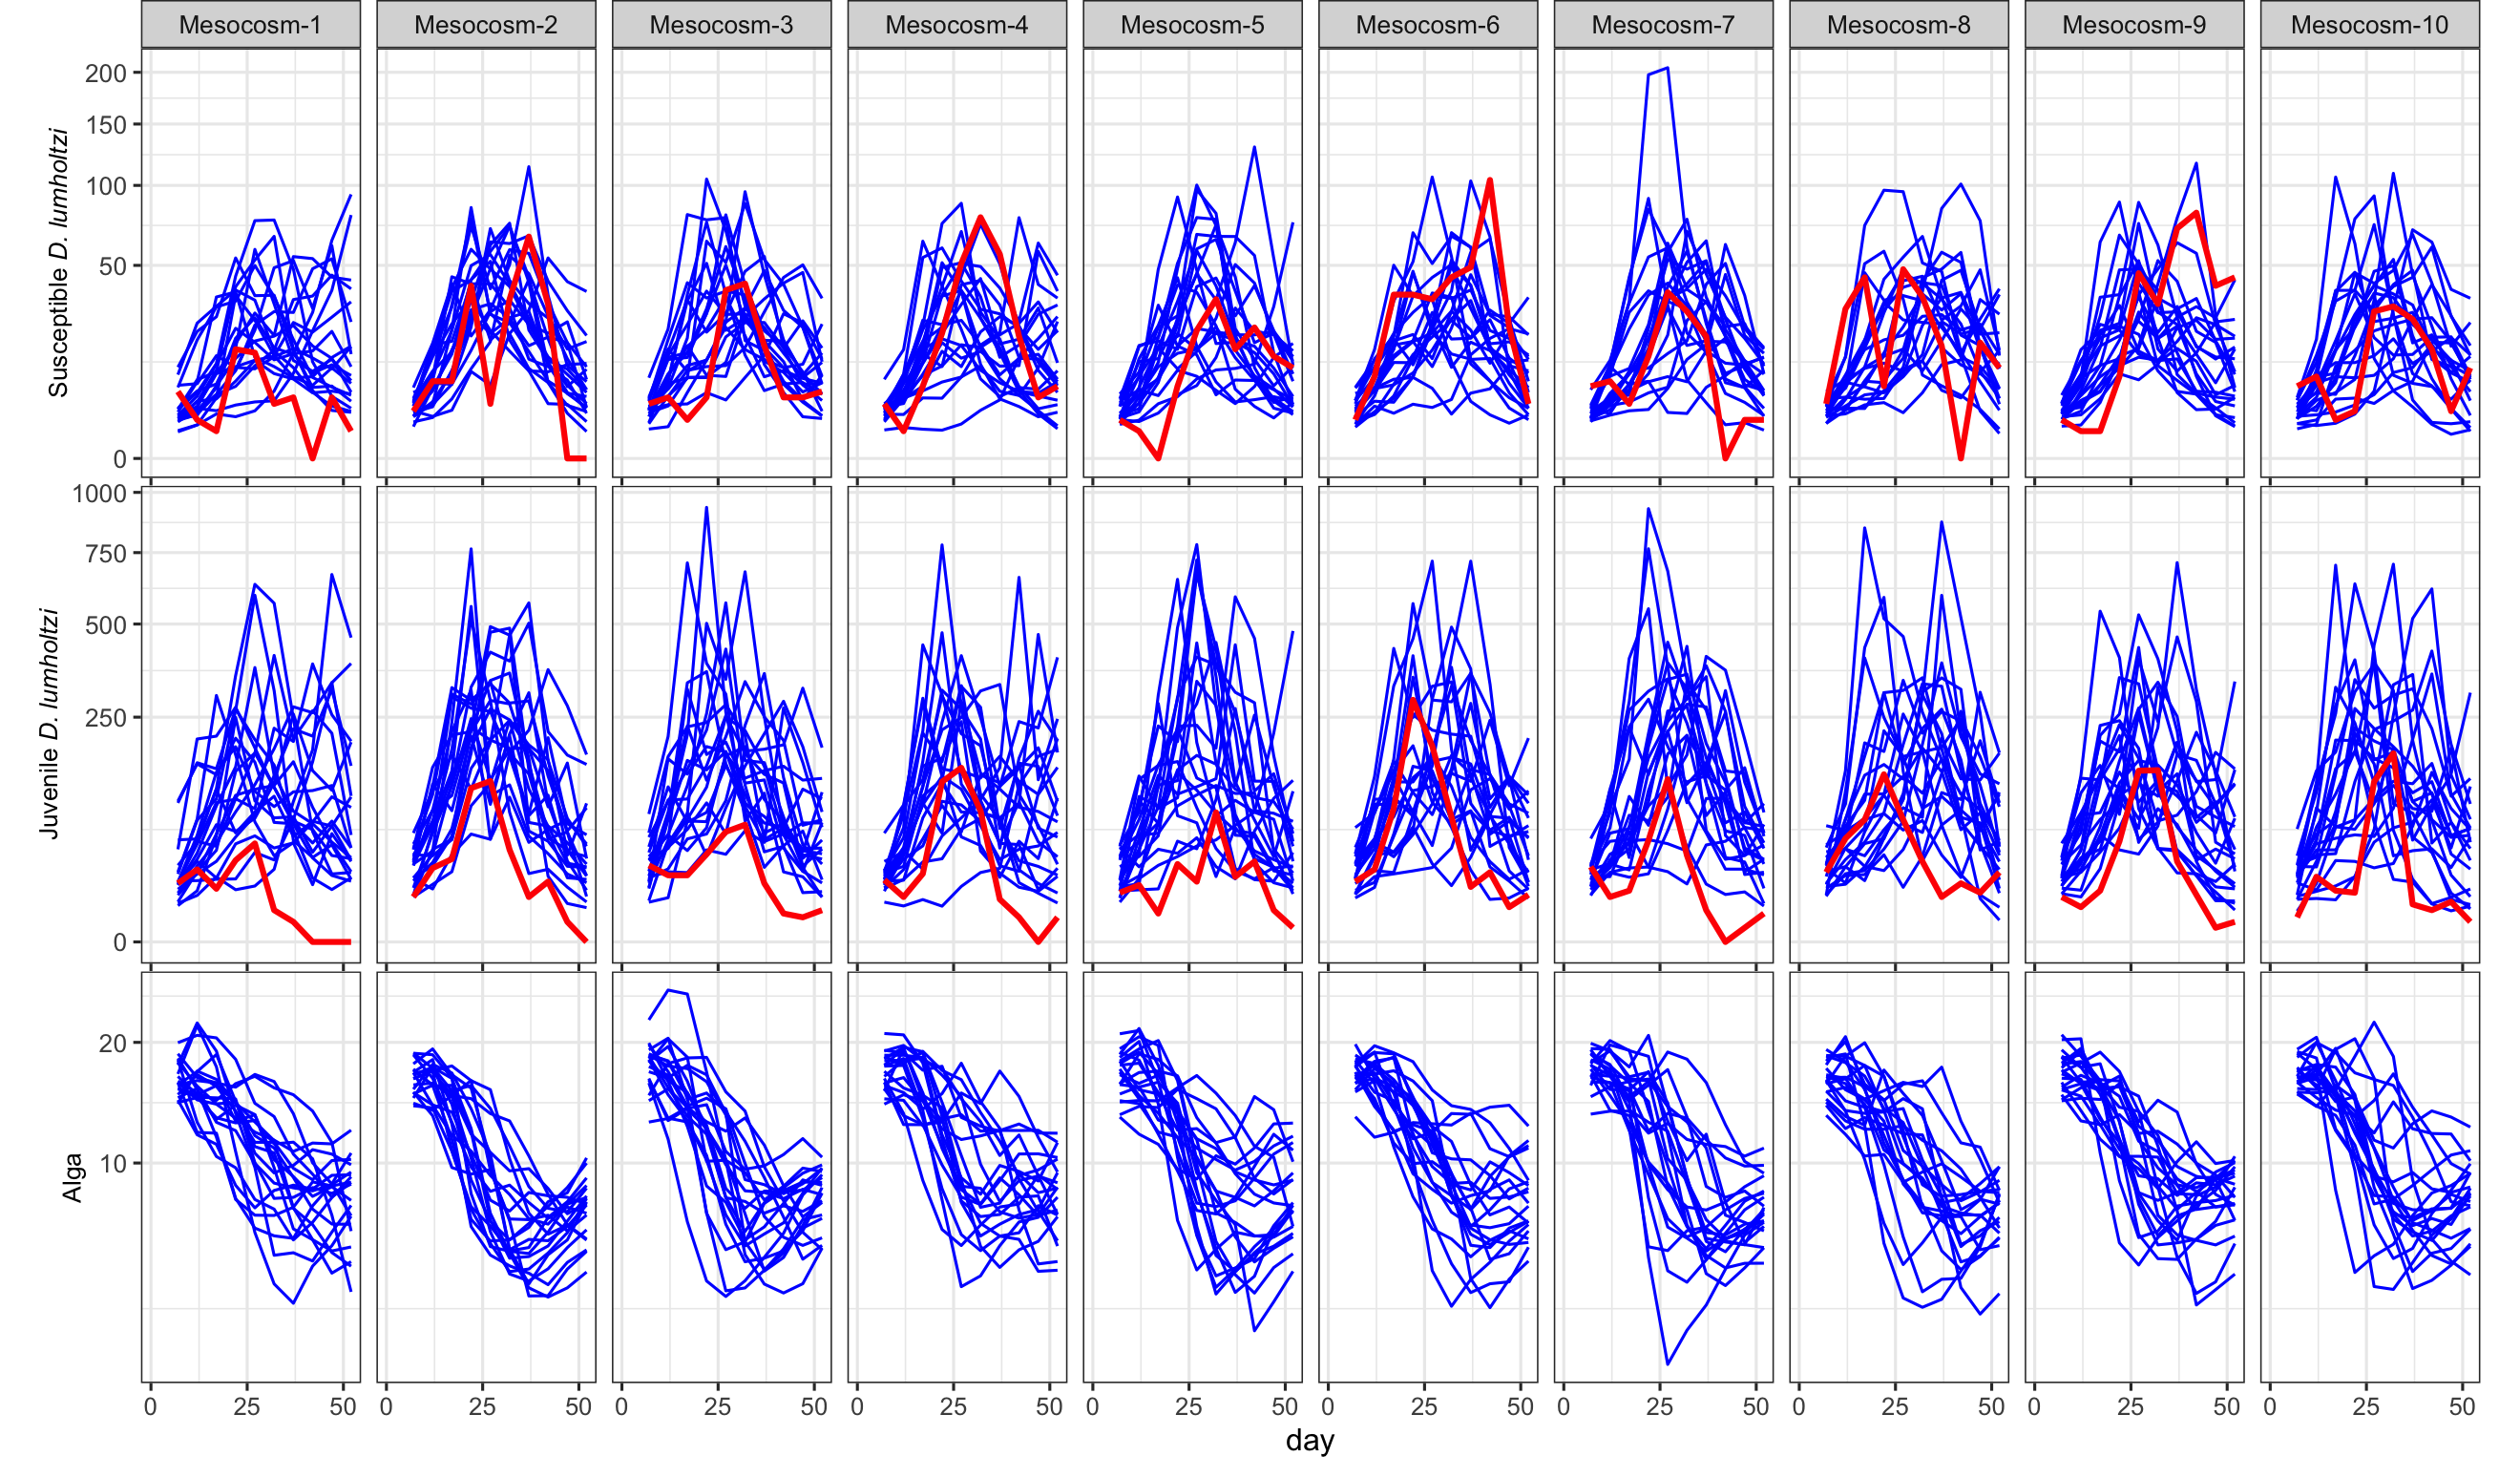 Mesocosm-1 Mesocosm-2 Mesocosm-3 Mesocosm-4 Mesocosm-5 Mesocosm-6 Mesocosm-7 Mesocosm-8 Mesocosm-9 Mesocosm-10
Susceptible D. lumholtzi
200
150
100
50
0
Juvenile D. lumholtzi
1000
750
500
250
0
Alga
20
10
0 25 50 0 25 50 0 25 50 0 25 50 0 25 50 0 25 50 0 25 50 0 25 50 0 25 50 0 25 50
day